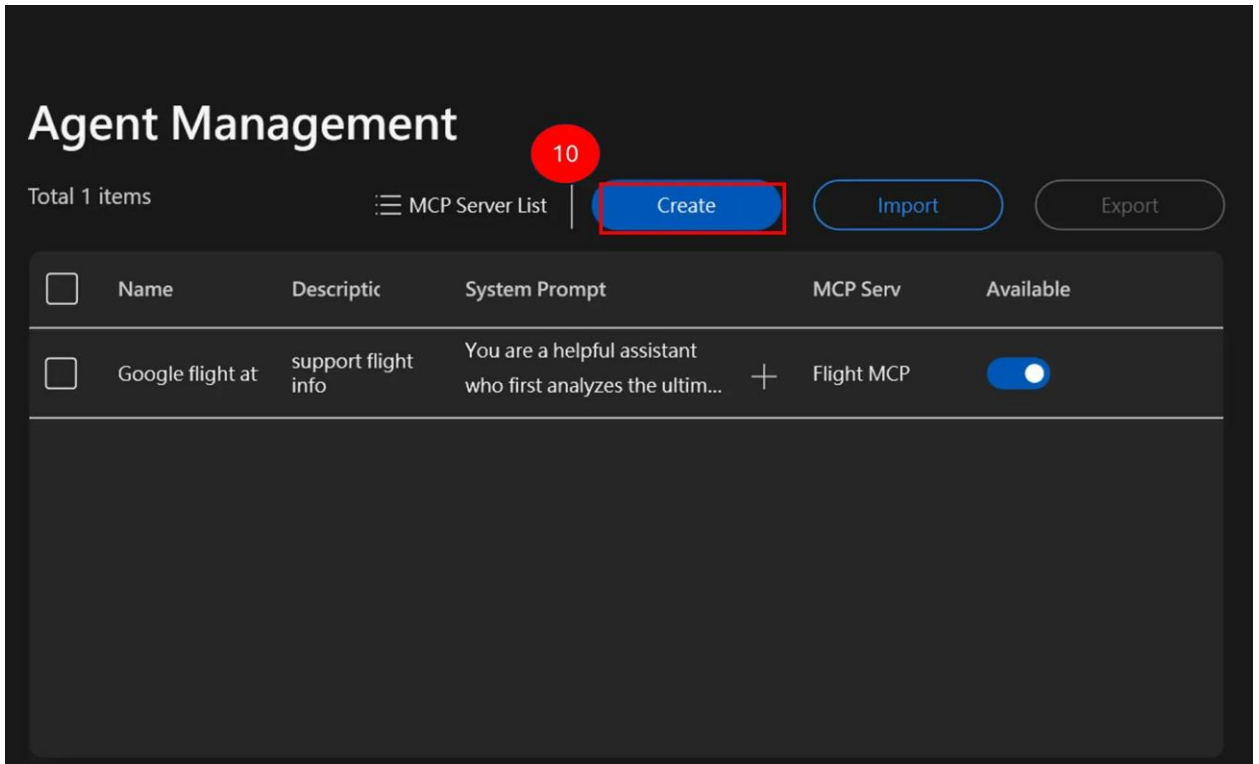 Agent Management
10
Total 1 items
MCP Server List
Create
Import
Export
Name
Descriptic
System Prompt
MCP Serv
Available
Google flight at
support flight
info
You are a helpful assistant
who first analyzes the ultim...
Flight MCP